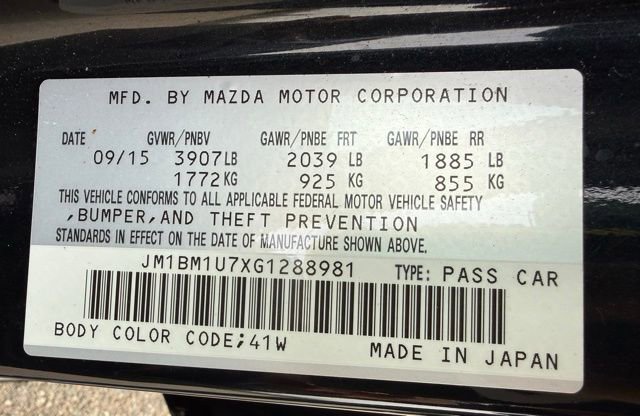 MFD. BY MAZDA MOTOR CORPORATION
DATE GVWR/PNBV GAWR/PNBE FRT GAWR/PNBE RR
09/15 3907LB 2039 LB 1885 LB
1772KG 925 KG 855 KG
THIS VEHICLE CONFORMS TO ALL APPLICABLE FEDERAL MOTOR VEHICLE SAFETY
,BUMPER,AND THEFT PREVENTION
STANDARDS IN EFFECT ON THE DATE OF MANUFACTURE SHOWN ABOVE.
JM1BM1U7XG1288981 TYPE: PASS CAR
BODY COLOR CODE;41W
MADE IN JAPAN